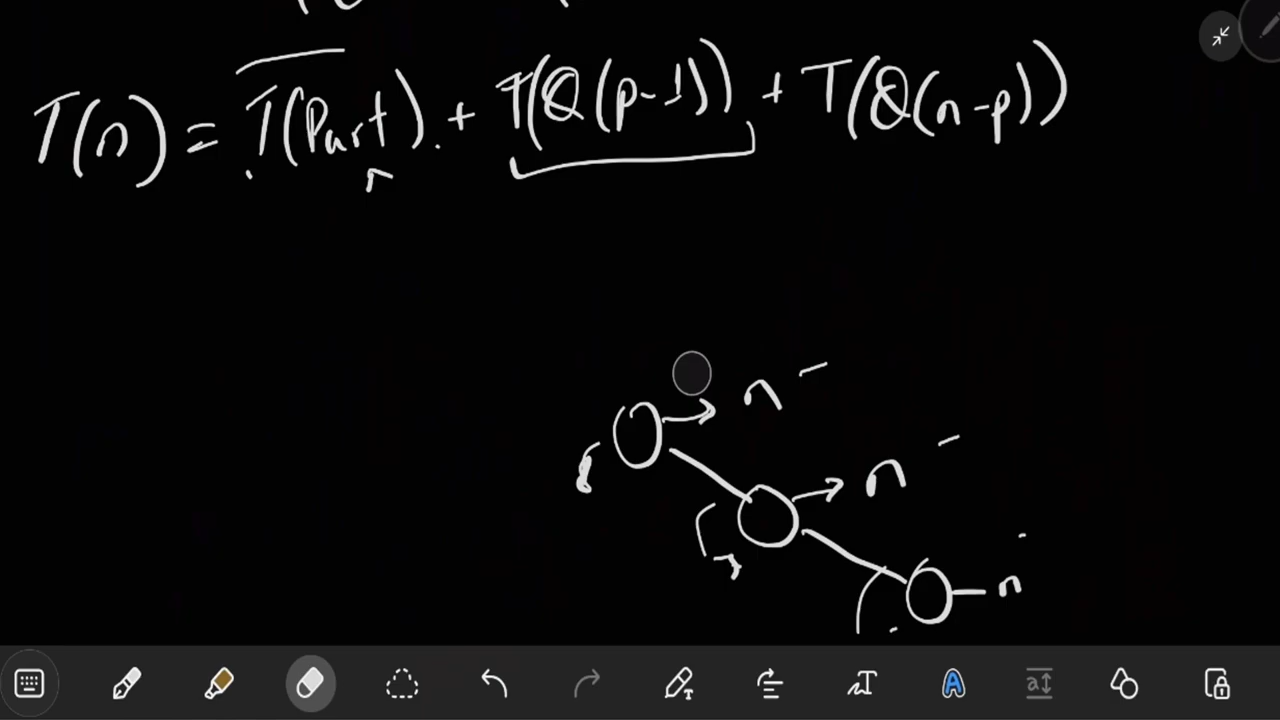 T(n) = T(Part) + T(Q(p-1)) + T(Q(n-p))
n
n
n
n